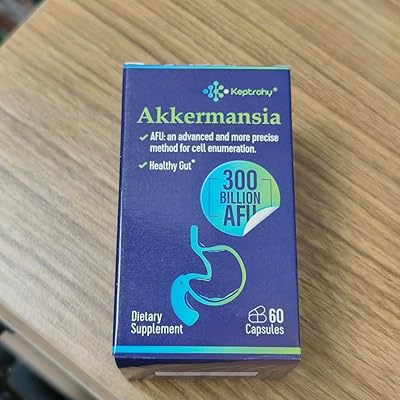 Keptrohy®
Akkermansia
✓ AFU: an advanced and more precise
method for cell enumeration.
✓ Healthy Gut*
300
BILLION
AFU
Dietary
Supplement
60
Capsules